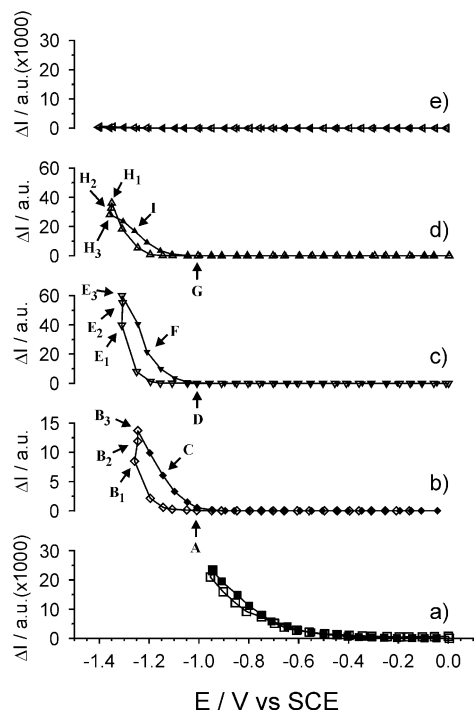 ΔI / a.u.(x1000)
30
20
10
0
e)
ΔI / a.u.
60
40
20
0
H2
H1
I
H3
G
d)
ΔI / a.u.
60
40
20
0
E3
E2
E1
F
D
c)
ΔI / a.u.
15
10
5
0
B3
B2
B1
C
A
b)
ΔI / a.u.(x1000)
30
20
10
0
a)
-1.4 -1.2 -1.0 -0.8 -0.6 -0.4 -0.2 0.0
E / V vs SCE